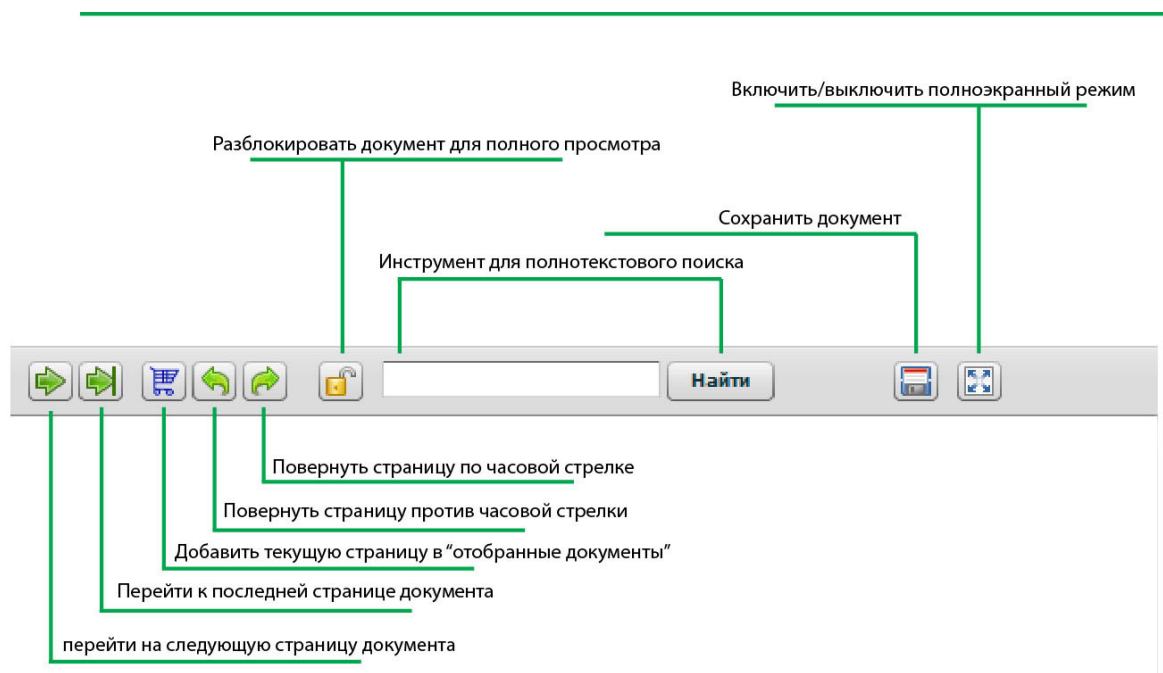 Включить/выключить полноэкранный режим
Разблокировать документ для полного просмотра
Сохранить документ
Инструмент для полнотекстового поиска
Найти
Повернуть страницу по часовой стрелке
Повернуть страницу против часовой стрелки
Добавить текущую страницу в “отобранные документы”
Перейти к последней странице документа
перейти на следующую страницу документа